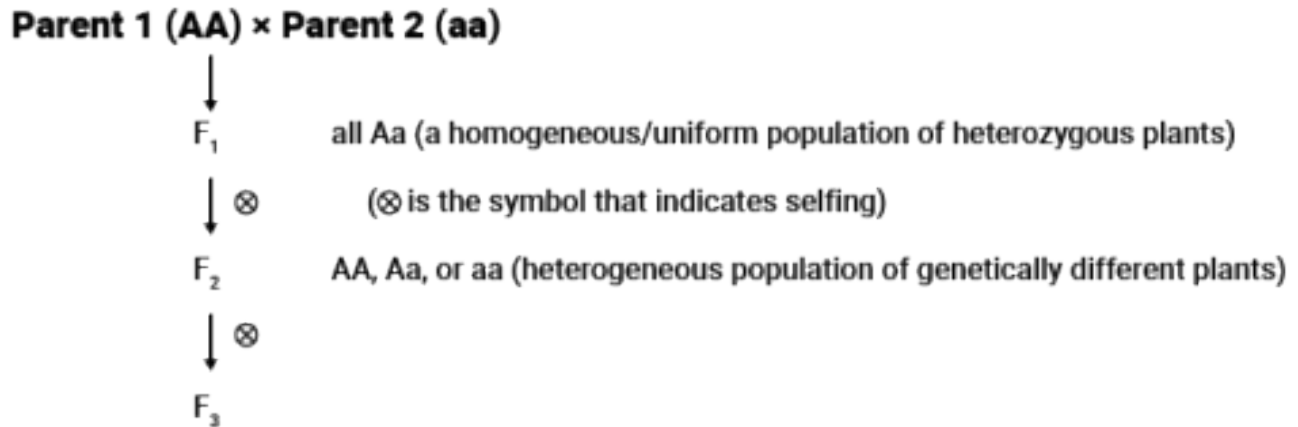 Parent 1 (AA) × Parent 2 (aa)
F₁ all Aa (a homogeneous/uniform population of heterozygous plants)
⊗ (⊗ is the symbol that indicates selfing)
F₂ AA, Aa, or aa (heterogeneous population of genetically different plants)
⊗
F₃